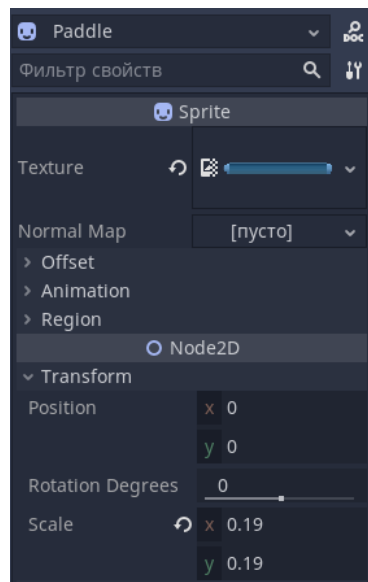 Paddle
DOC
Фильтр свойств
Sprite
Texture
Normal Map [пусто]
Offset
Animation
Region
Node2D
Transform
Position x 0
y 0
Rotation Degrees 0
Scale x 0.19
y 0.19